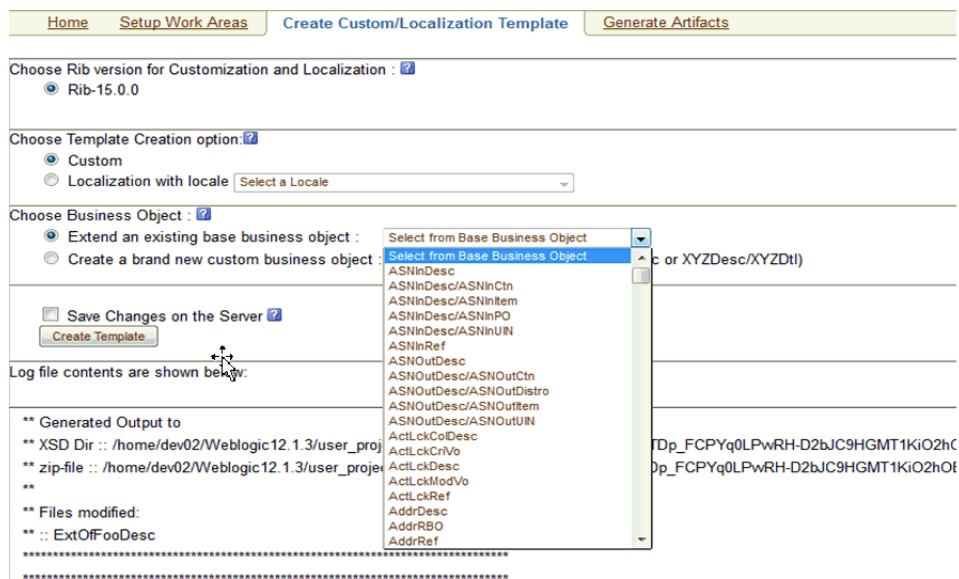 Home Setup Work Areas Create Custom/Localization Template Generate Artifacts
Choose Rib version for Customization and Localization :
Rib-15.0.0
Choose Template Creation option:
Custom
Localization with locale Select a Locale
Choose Business Object :
Extend an existing base business object : Select from Base Business Object
Create a brand new custom business object : c or XYZDesc/XYZDtl)
Select from Base Business Object
ASNInDesc
ASNInDesc/ASNInCtn
ASNInDesc/ASNInItem
ASNInDesc/ASNInPO
ASNInDesc/ASNInUIN
ASNInRef
ASNOutDesc
ASNOutDesc/ASNOutCtn
ASNOutDesc/ASNOutDistro
ASNOutDesc/ASNOutItem
ASNOutDesc/ASNOutUIN
ActLckColDesc
ActLckCriVo
ActLckDesc
ActLckModVo
ActLckRef
AddrDesc
AddrRBO
AddrRef
Save Changes on the Server
Create Template
Log file contents are shown below:
** Generated Output to
** XSD Dir :: /home/dev02/Weblogic12.1.3/user_proj TDp_FCPYq0LPwRH-D2bJC9HGMT1KiO2h
** zip-file :: /home/dev02/Weblogic12.1.3/user_proje Dp_FCPYq0LPwRH-D2bJC9HGMT1KiO2hO
**
** Files modified:
** :: ExtOfFooDesc